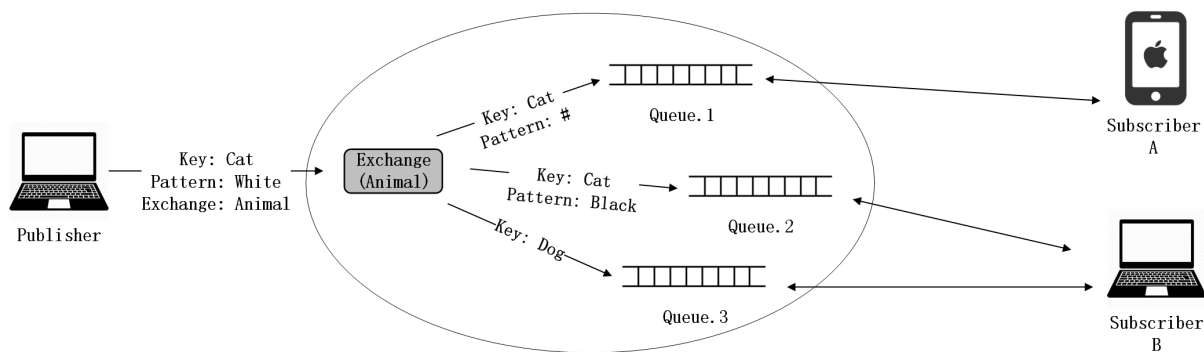 Key: Cat
Pattern: White
Exchange: Animal
Publisher
Exchange
(Animal)
Key: Cat
Pattern: #
Queue.1
Key: Cat
Pattern: Black
Queue.2
Key: Dog
Queue.3
Subscriber
A
Subscriber
B